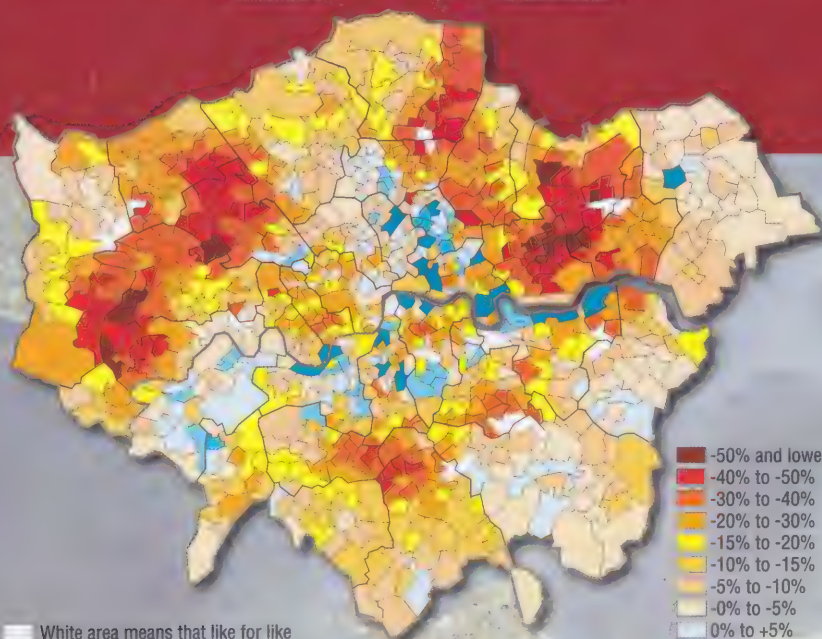 -50% and lowe
-40% to -50%
-30% to -40%
-20% to -30%
-15% to -20%
-10% to -15%
-5% to -10%
-0% to -5%
0% to +5%
White area means that like for like